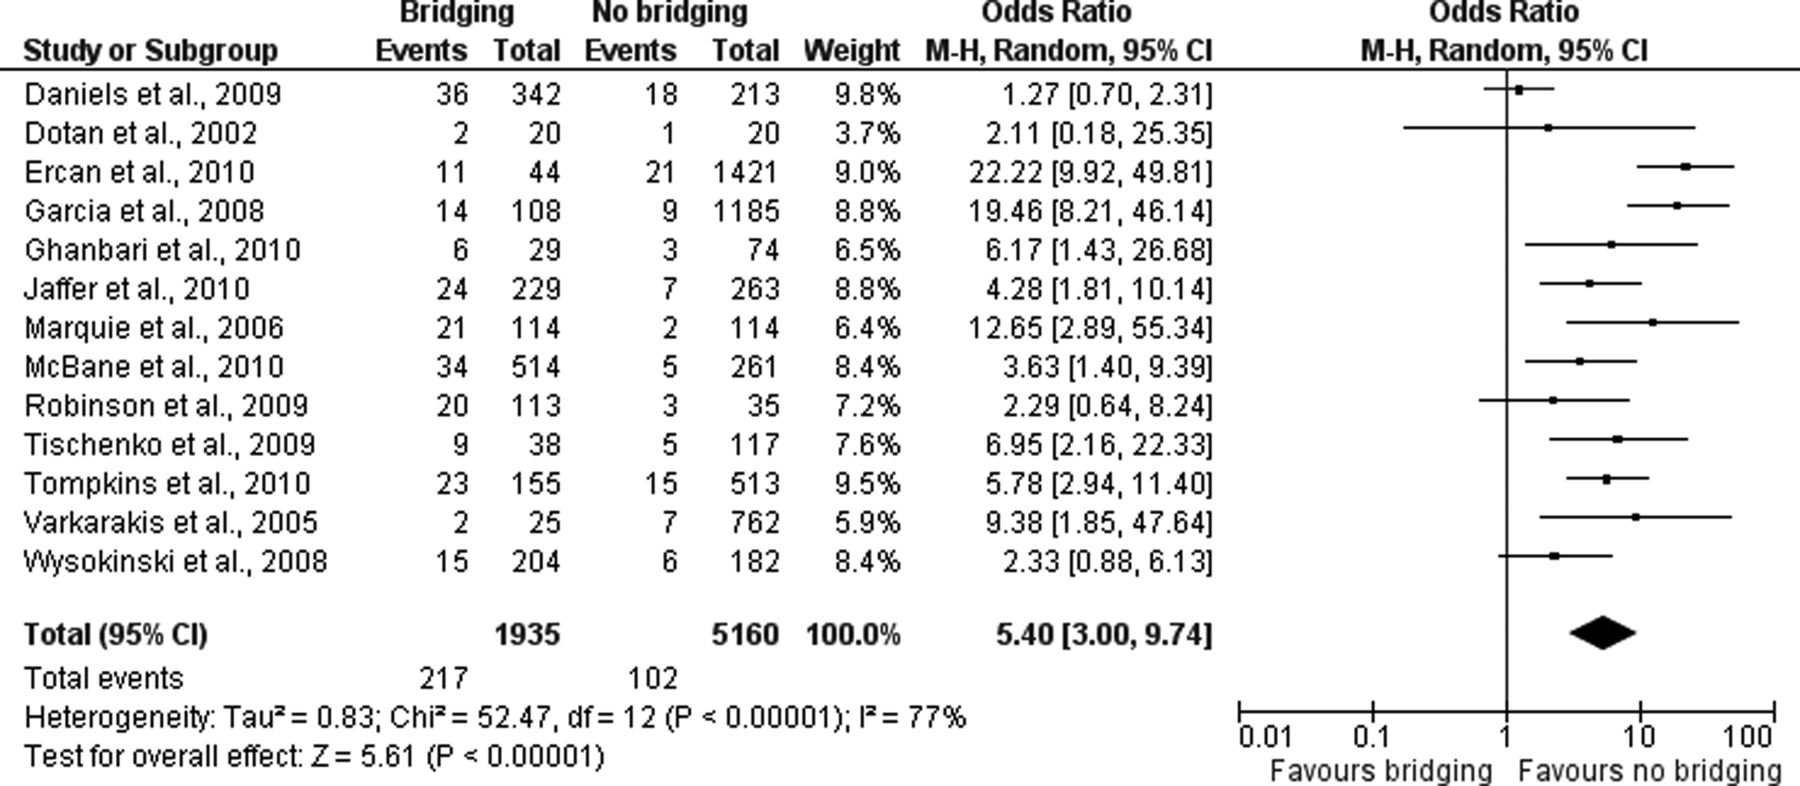 Bridging No bridging Odds Ratio Odds Ratio
Study or Subgroup Events Total Events Total Weight M-H, Random, 95% CI M-H, Random, 95% CI
Daniels et al., 2009 36 342 18 213 9.8% 1.27 [0.70, 2.31]
Dotan et al., 2002 2 20 1 20 3.7% 2.11 [0.18, 25.35]
Ercan et al., 2010 11 44 21 1421 9.0% 22.22 [9.92, 49.81]
Garcia et al., 2008 14 108 9 1185 8.8% 19.46 [8.21, 46.14]
Ghanbari et al., 2010 6 29 3 74 6.5% 6.17 [1.43, 26.68]
Jaffer et al., 2010 24 229 7 263 8.8% 4.28 [1.81, 10.14]
Marquie et al., 2006 21 114 2 114 6.4% 12.65 [2.89, 55.34]
McBane et al., 2010 34 514 5 261 8.4% 3.63 [1.40, 9.39]
Robinson et al., 2009 20 113 3 35 7.2% 2.29 [0.64, 8.24]
Tischenko et al., 2009 9 38 5 117 7.6% 6.95 [2.16, 22.33]
Tompkins et al., 2010 23 155 15 513 9.5% 5.78 [2.94, 11.40]
Varkarakis et al., 2005 2 25 7 762 5.9% 9.38 [1.85, 47.64]
Wysokinski et al., 2008 15 204 6 182 8.4% 2.33 [0.88, 6.13]
Total (95% CI) 1935 5160 100.0% 5.40 [3.00, 9.74]
Total events 217 102
Heterogeneity: Tau² = 0.83; Chi² = 52.47, df = 12 (P < 0.00001); I² = 77%
Test for overall effect: Z = 5.61 (P < 0.00001)
0.01 0.1 1 10 100
Favours bridging Favours no bridging